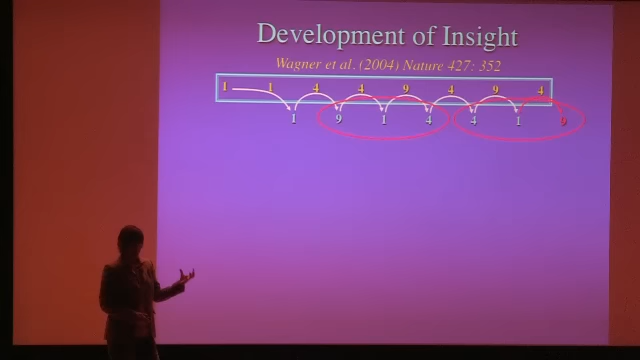 Development of Insight
Wagner et al. (2004) Nature 427: 352
1 1 4 4 9 4 9 4
1 9 1 4 4 1 9